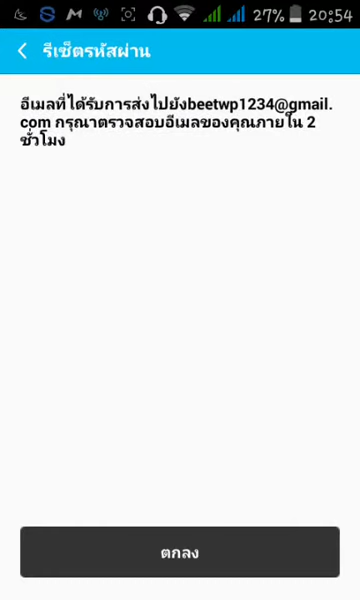 27% 20:54
รีเซ็ตรหัสผ่าน
อีเมลที่ได้รับการส่งไปยังbeetwp1234@gmail.
com กรุณาตรวจสอบอีเมลของคุณภายใน 2
ชั่วโมง
ตกลง